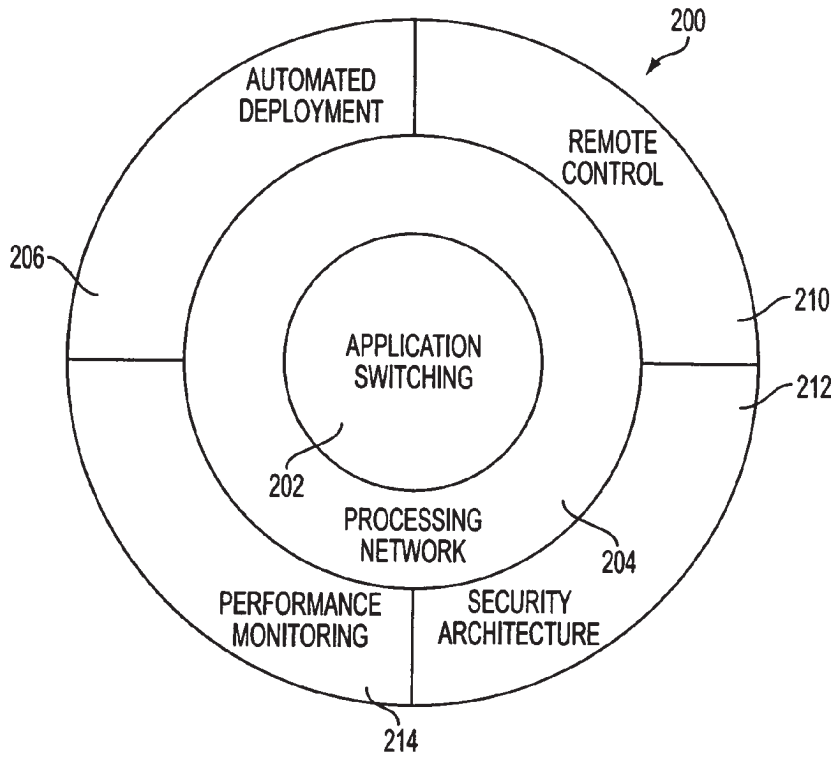 200
AUTOMATED
DEPLOYMENT
REMOTE
CONTROL
206
210
APPLICATION
SWITCHING
212
202
PROCESSING
NETWORK
204
PERFORMANCE
MONITORING
SECURITY
ARCHITECTURE
214